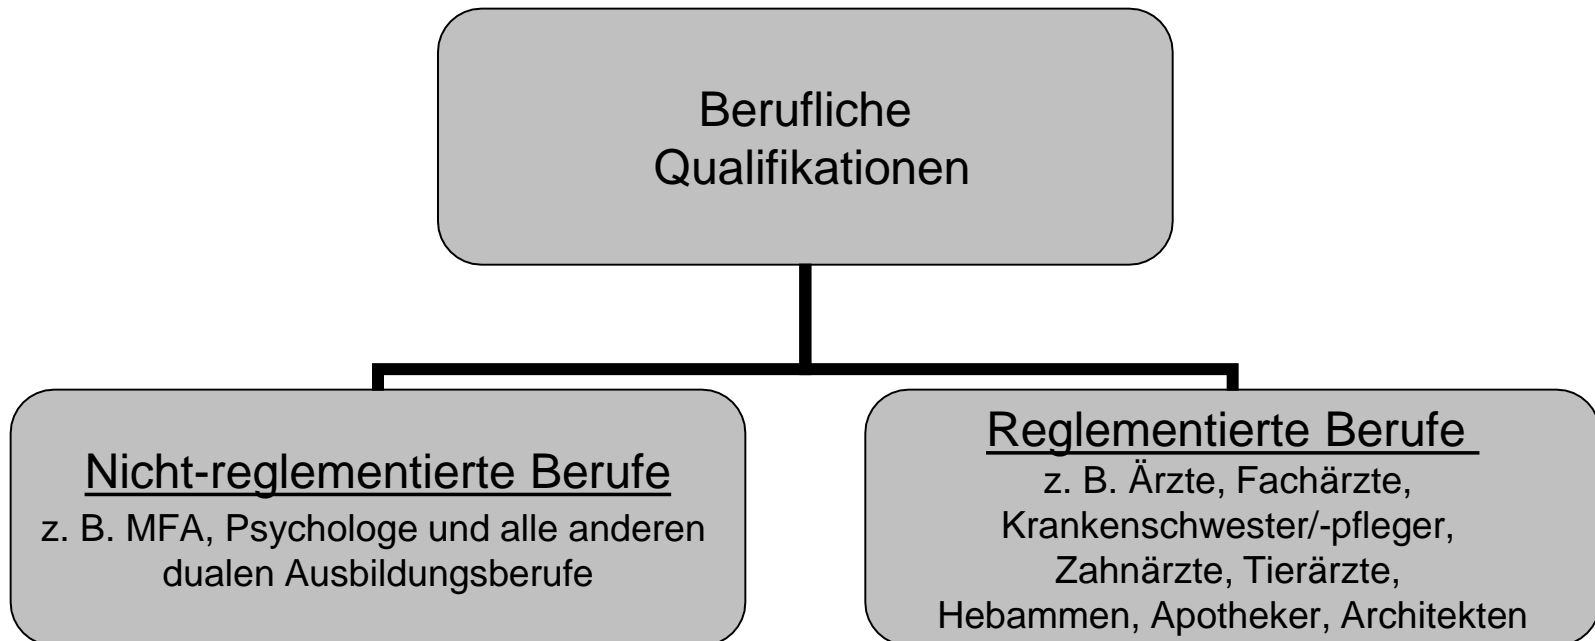 Berufliche
Qualifikationen
Nicht-reglementierte Berufe
z. B. MFA, Psychologe und alle anderen
dualen Ausbildungsberufe
Reglementierte Berufe
z. B. Ärzte, Fachärzte,
Krankenschwester/-pfleger,
Zahnärzte, Tierärzte,
Hebammen, Apotheker, Architekten